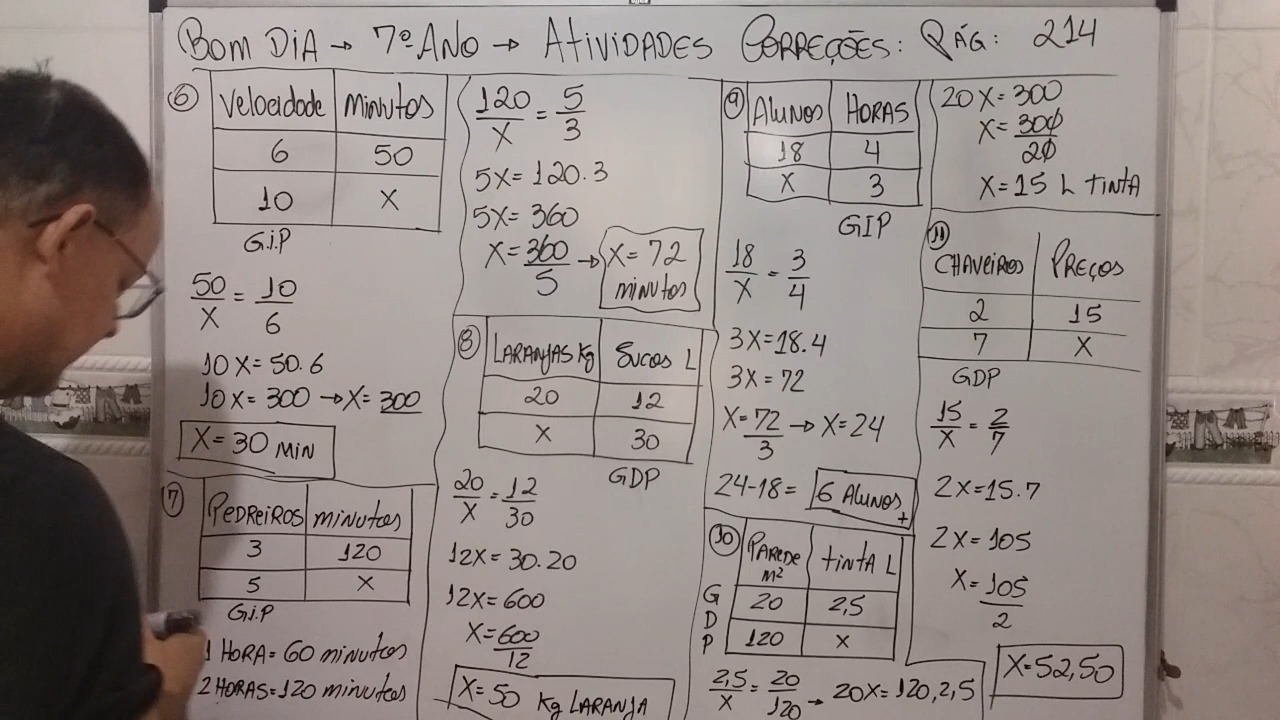 BOM DIA → 7º ANO → ATIVIDADES CORREÇÕES: PÁG: 214
6
Velocidade minutos
6 50
10 X
G.i.P
50/X = 10/6
10X = 50.6
10X = 300 → X = 300
X = 30 MIN
7
PEDREIROS minutos
3 120
5 X
G.i.P
1 HORA = 60 minutos
2 HORAS = 120 minutos
120/X = 5/3
5X = 120.3
5X = 360
X = 360/5 → X = 72 minutos
8
LARANJAS Kg Sucos L
20 12
X 30
GDP
20/X = 12/30
12X = 30.20
12X = 600
X = 600/12
X = 50 Kg LARANJA
9
ALUNOS HORAS
18 4
X 3
GIP
18/X = 3/4
3X = 18.4
3X = 72
X = 72/3 → X = 24
24-18 = 6 ALUNOS +
10
PAREDE m² tinta L
20 2,5
120 X
GDP
2,5/X = 20/120 → 20X = 120.2,5
20X = 300
X = 300/20
X = 15 L TINTA
11
CHAVEIROS PREÇOS
2 15
7 X
GDP
15/X = 2/7
2X = 15.7
2X = 105
X = 105/2
X = 52,50